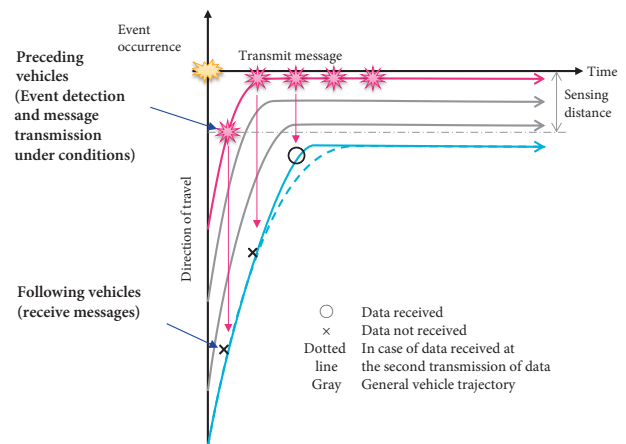 Event
occurrence
Transmit message
Time
Preceding
vehicles
(Event detection
and message
transmission
under conditions)
Sensing
distance
Direction of travel
Following vehicles
(receive messages)
Data received
× Data not received
Dotted In case of data received at
line the second transmission of data
Gray General vehicle trajectory